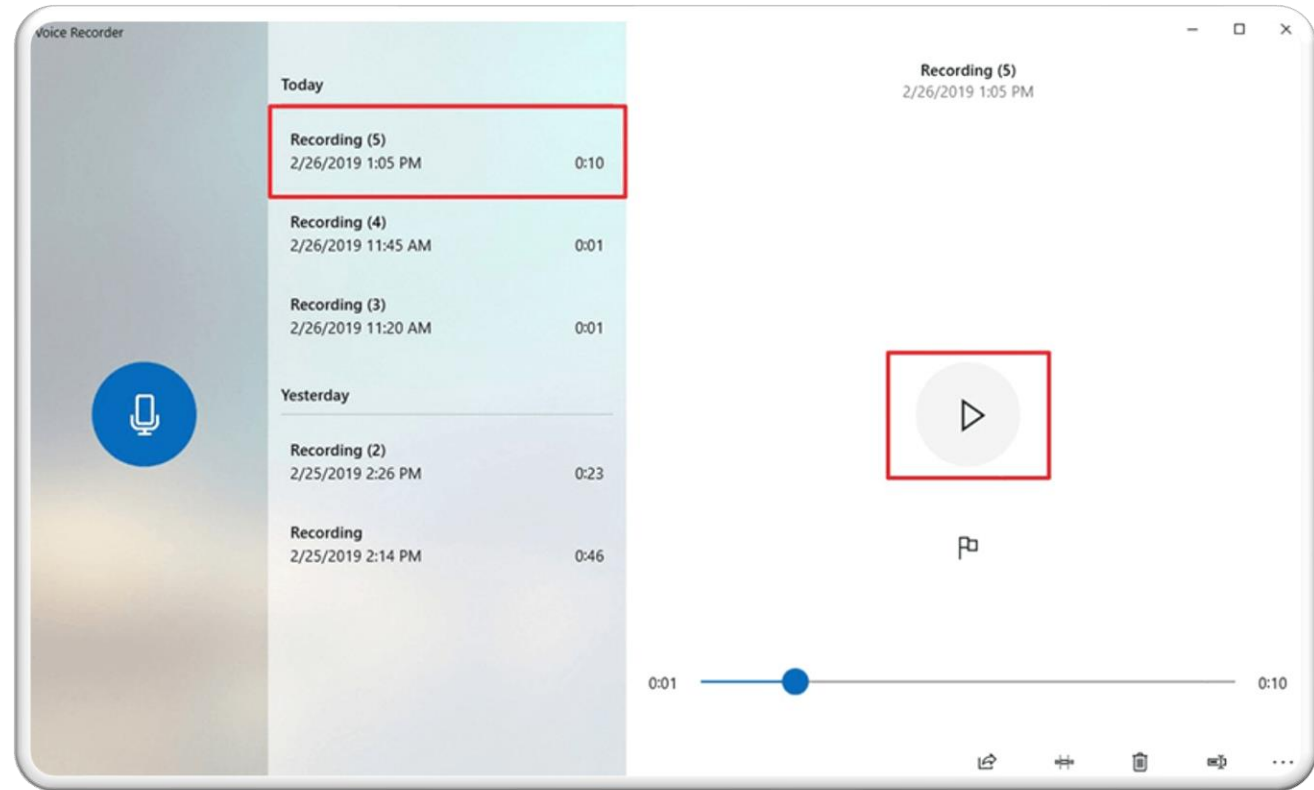 Voice Recorder
Today
Recording (5)
2/26/2019 1:05 PM 0:10
Recording (4)
2/26/2019 11:45 AM 0:01
Recording (3)
2/26/2019 11:20 AM 0:01
Yesterday
Recording (2)
2/25/2019 2:26 PM 0:23
Recording
2/25/2019 2:14 PM 0:46
Recording (5)
2/26/2019 1:05 PM
0:01 0:10